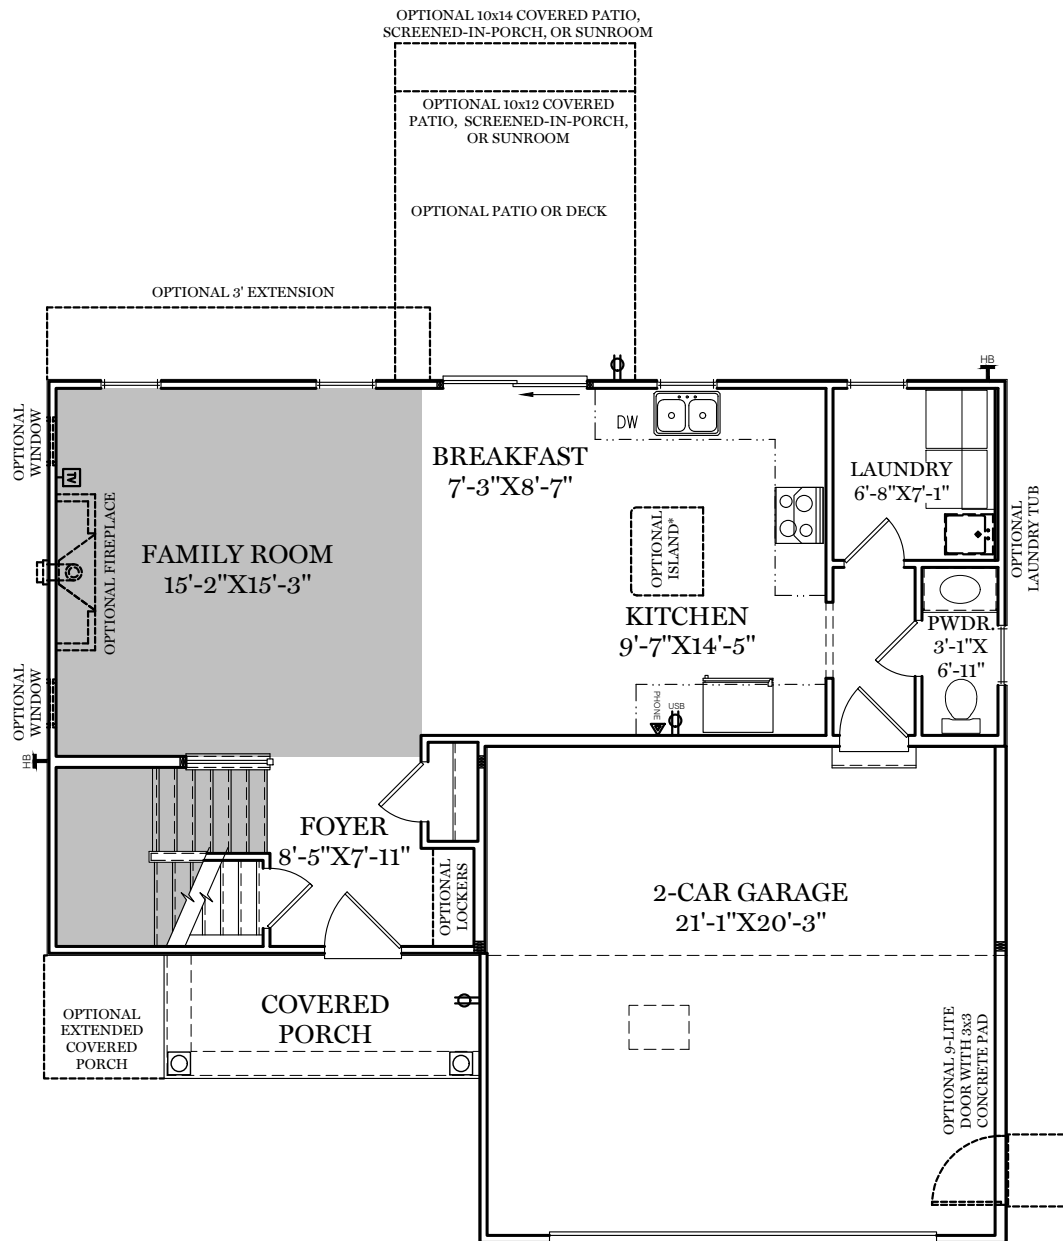 OPTIONAL 10x14 COVERED PATIO,
SCREENED-IN-PORCH, OR SUNROOM
OPTIONAL 10x12 COVERED
PATIO, SCREENED-IN-PORCH,
OR SUNROOM
OPTIONAL PATIO OR DECK
OPTIONAL 3' EXTENSION
HB
OPTIONAL
WINDOW
TV
DW
BREAKFAST
7'-3"X8'-7"
LAUNDRY
6'-8"X7'-1"
OPTIONAL
LAUNDRY TUB
FAMILY ROOM
15'-2"X15'-3"
OPTIONAL FIREPLACE
OPTIONAL
ISLAND*
KITCHEN
9'-7"X14'-5"
PWDR.
3'-1"X
6'-11"
OPTIONAL
WINDOW
PHONE
USB
HB
FOYER
8'-5"X7'-11"
OPTIONAL
LOCKERS
2-CAR GARAGE
21'-1"X20'-3"
COVERED
PORCH
OPTIONAL
EXTENDED
COVERED
PORCH
OPTIONAL 9-LITE
DOOR WITH 3x3
CONCRETE PAD